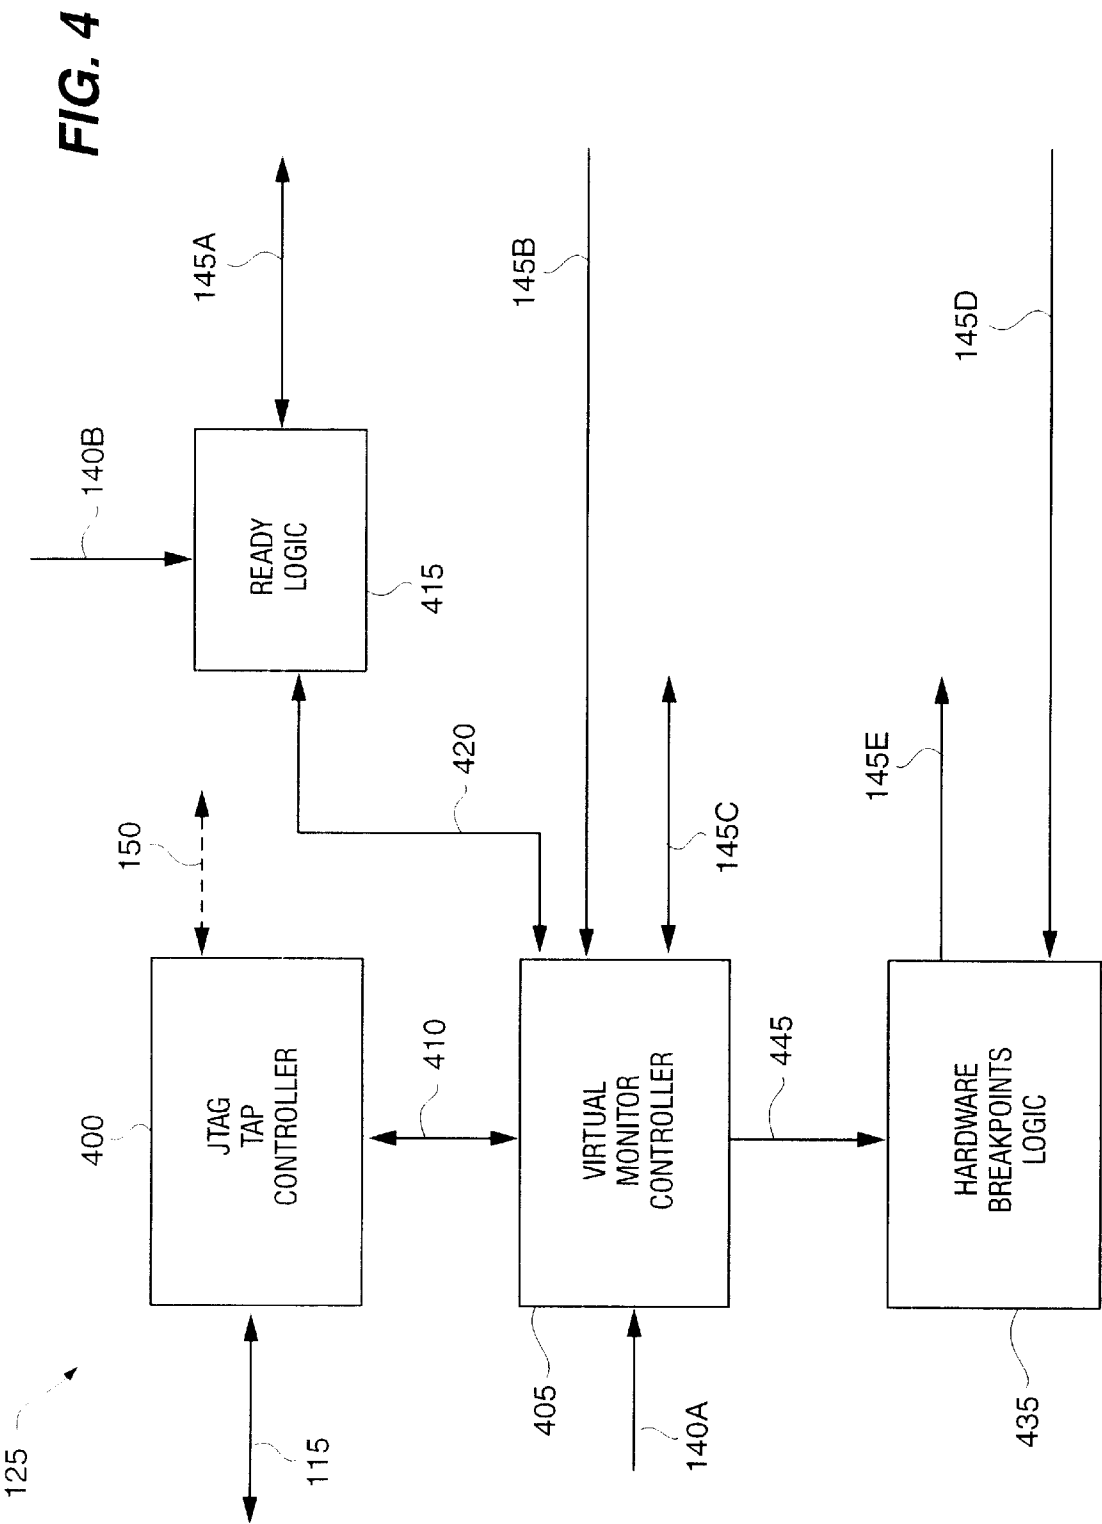 FIG. 4
125
400
JTAG
TAP
CONTROLLER
115
150
410
140B
READY
LOGIC
415
145A
420
405
VIRTUAL
MONITOR
CONTROLLER
140A
145B
145C
445
435
HARDWARE
BREAKPOINTS
LOGIC
145E
145D